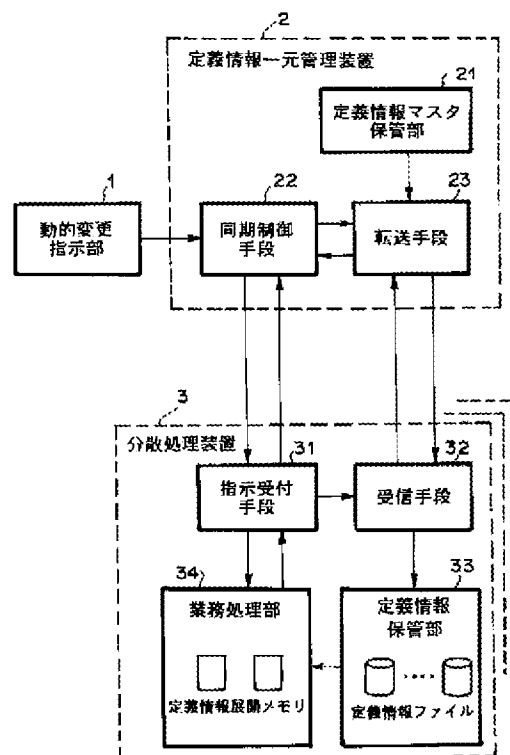 2
定義情報一元管理装置
21
定義情報マスタ
保管部
1
動的変更
指示部
22
同期制御
手段
23
転送手段
3
分散処理装置
31
指示受付
手段
32
受信手段
34
業務処理部
定義情報展開メモリ
33
定義情報
保管部
定義情報ファイル